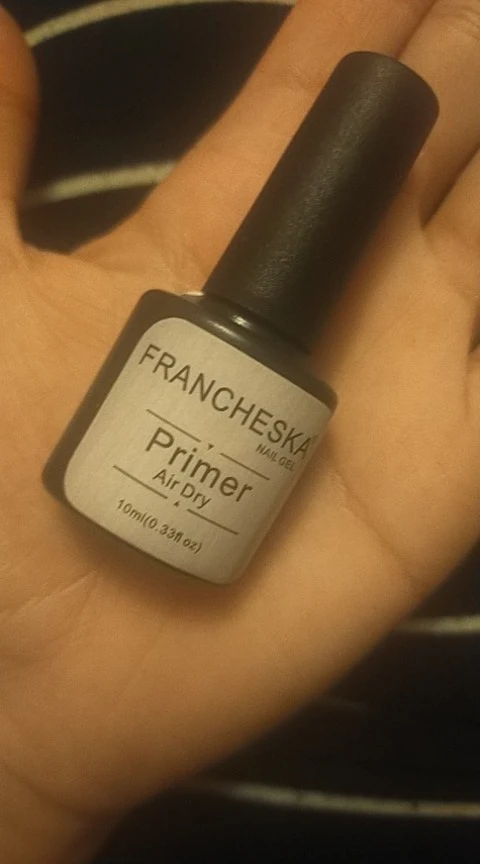 FRANCHESKA
NAIL GEL
Primer
Air Dry
10ml(0.33fl oz)